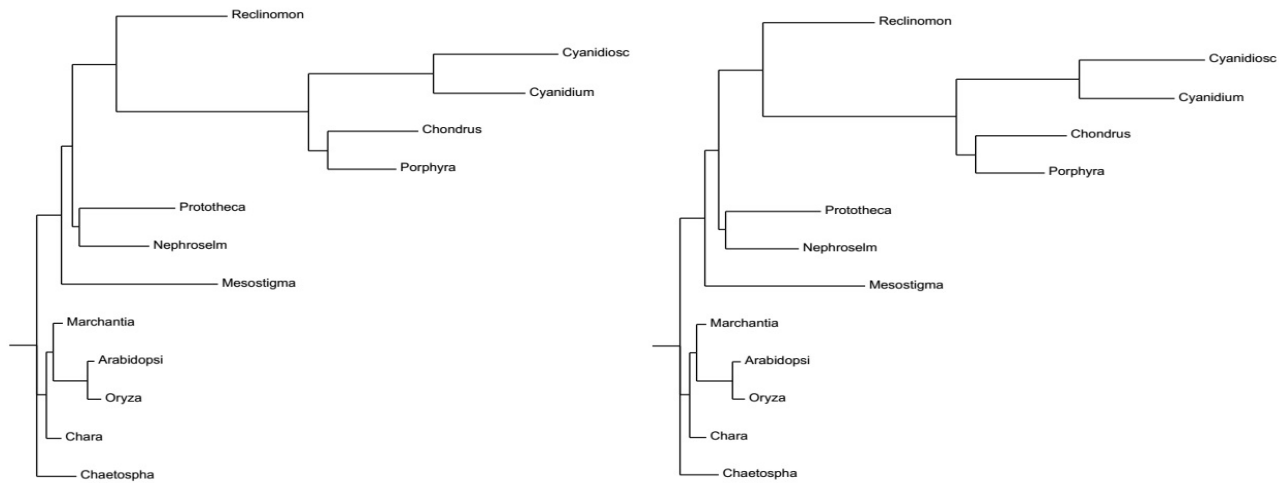 Reclinomon
Cyanidiosc
Cyanidium
Chondrus
Porphyra
Prototheca
Nephroselm
Mesostigma
Marchantia
Arabidopsi
Oryza
Chara
Chaetospha
Reclinomon
Cyanidiosc
Cyanidium
Chondrus
Porphyra
Prototheca
Nephroselm
Mesostigma
Marchantia
Arabidopsi
Oryza
Chara
Chaetospha